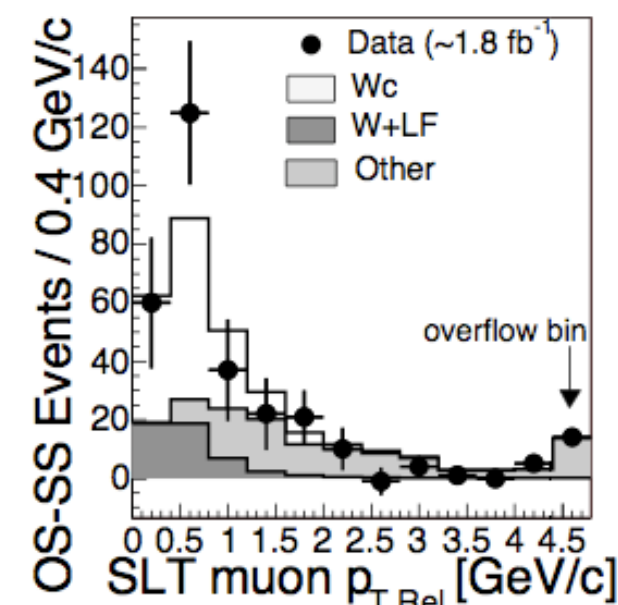 Data (~1.8 fb⁻¹)
Wc
W+LF
Other
overflow bin
OS-SS Events / 0.4 GeV/c
140
120
100
80
60
40
20
0
0 0.5 1 1.5 2 2.5 3 3.5 4 4.5
SLT muon p_T,Rel [GeV/c]